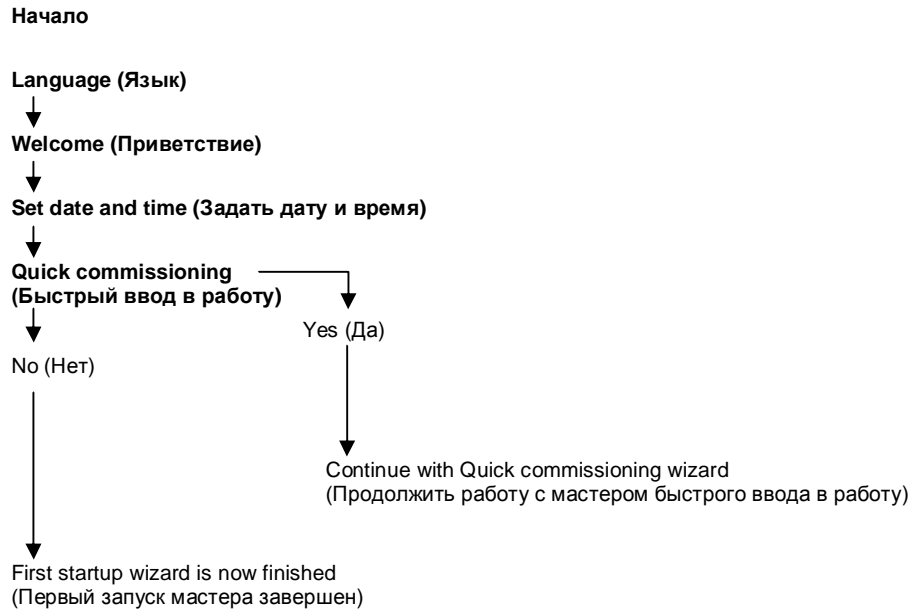 Начало
Language (Язык)
Welcome (Приветствие)
Set date and time (Задать дату и время)
Quick commissioning
(Быстрый ввод в работу)
Yes (Да)
No (Нет)
Continue with Quick commissioning wizard
(Продолжить работу с мастером быстрого ввода в работу)
First startup wizard is now finished
(Первый запуск мастера завершен)